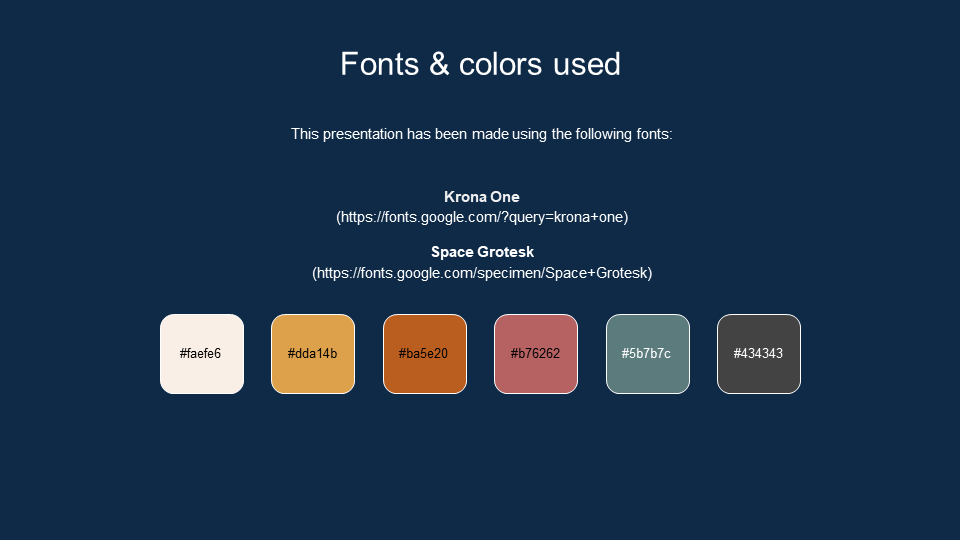 Fonts & colors used
This presentation has been made using the following fonts:
Krona One
(https://fonts.google.com/?query=krona+one)
Space Grotesk
(https://fonts.google.com/specimen/Space+Grotesk)
#faefe6
#dda14b
#ba5e20
#b76262
#5b7b7c
#434343